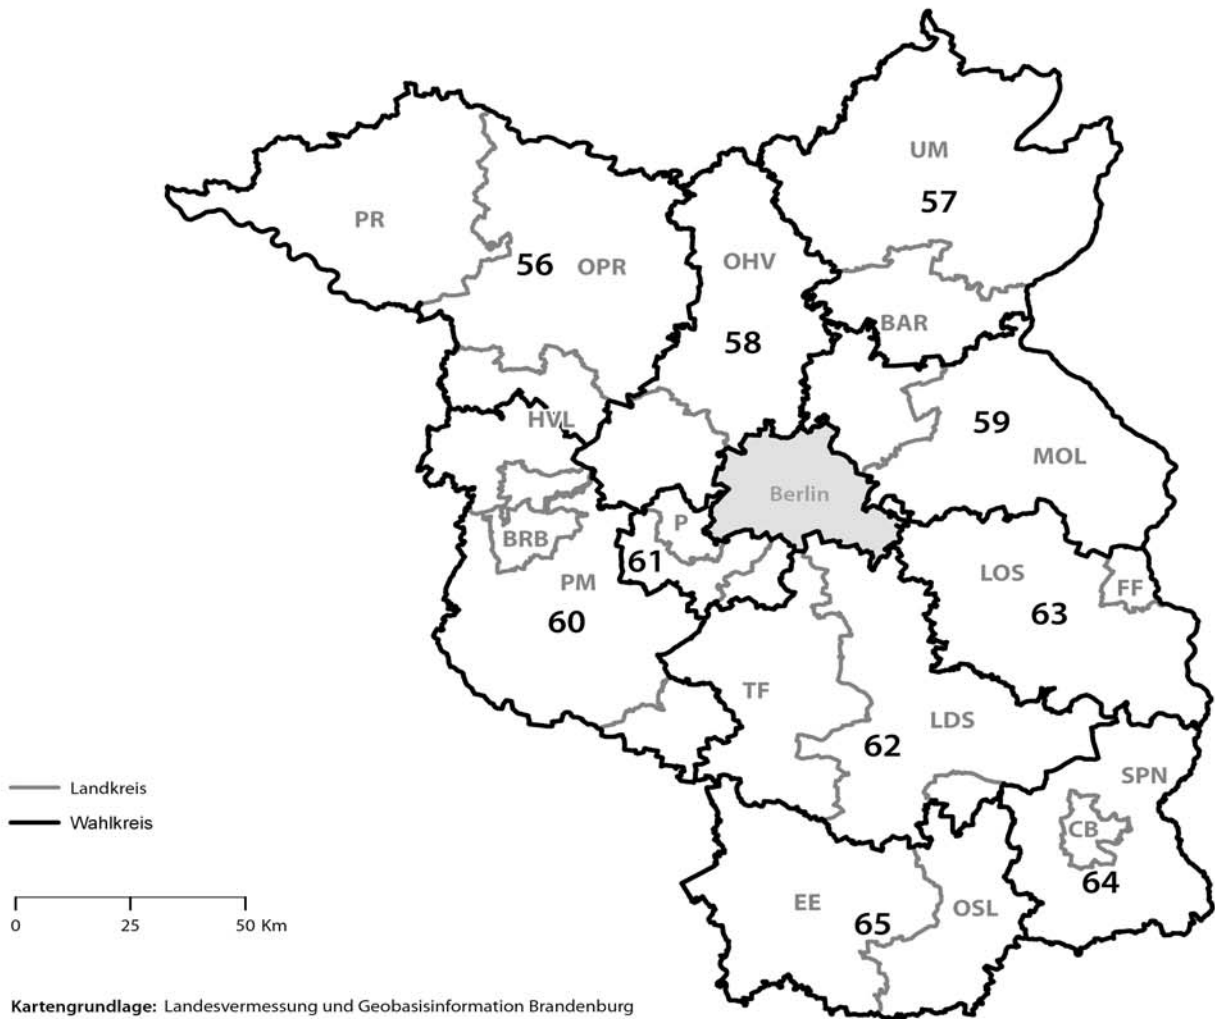 UM
57
PR
56
OPR
OHV
58
BAR
59
MOL
HVL
Berlin
P
61
BRB
PM
60
LOS
FF
63
TF
LDS
62
SPN
CB
64
EE
65
OSL
Landkreis
Wahlkreis
0 25 50 Km
Kartengrundlage: Landesvermessung und Geobasisinformation Brandenburg